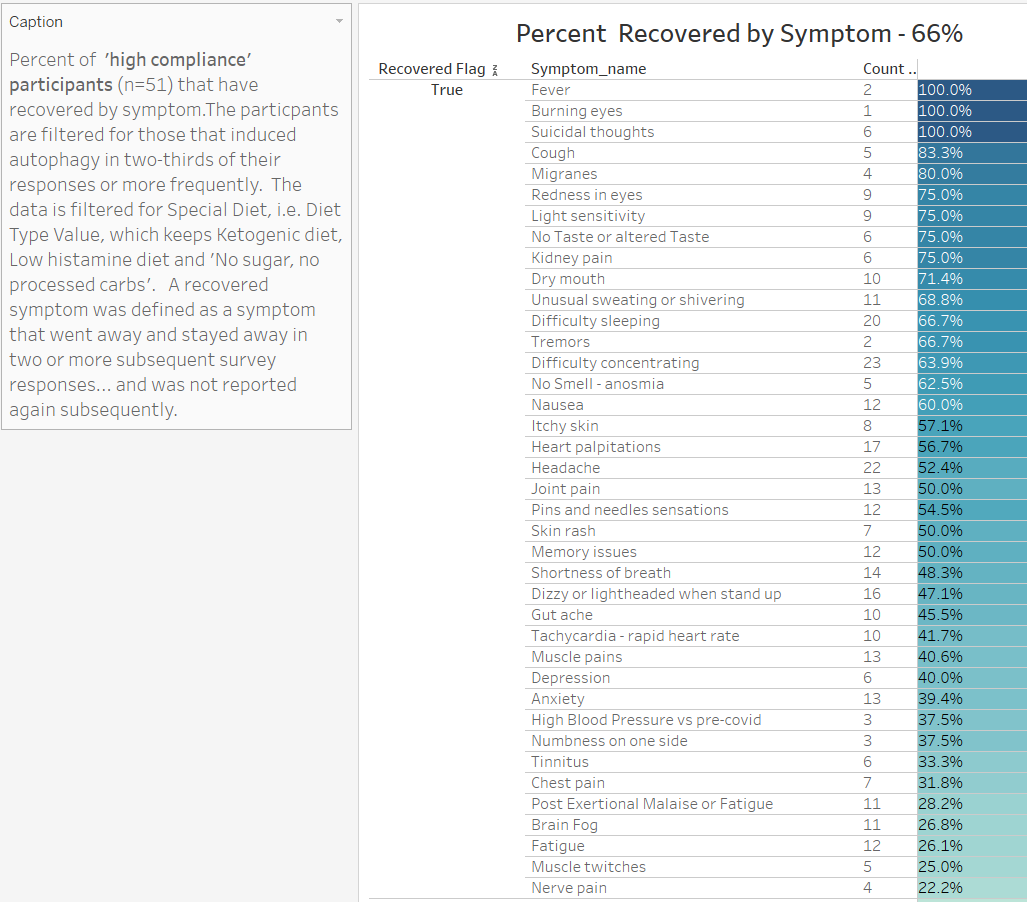 Caption
Percent of 'high compliance'
participants (n=51) that have
recovered by symptom.The particpants
are filtered for those that induced
autophagy in two-thirds of their
responses or more frequently. The
data is filtered for Special Diet, i.e. Diet
Type Value, which keeps Ketogenic diet,
Low histamine diet and 'No sugar, no
processed carbs'. A recovered
symptom was defined as a symptom
that went away and stayed away in
two or more subsequent survey
responses... and was not reported
again subsequently.
Percent Recovered by Symptom - 66%
Recovered Flag Symptom_name Count ..
True Fever 2 100.0%
Burning eyes 1 100.0%
Suicidal thoughts 6 100.0%
Cough 5 83.3%
Migranes 4 80.0%
Redness in eyes 9 75.0%
Light sensitivity 9 75.0%
No Taste or altered Taste 6 75.0%
Kidney pain 6 75.0%
Dry mouth 10 71.4%
Unusual sweating or shivering 11 68.8%
Difficulty sleeping 20 66.7%
Tremors 2 66.7%
Difficulty concentrating 23 63.9%
No Smell - anosmia 5 62.5%
Nausea 12 60.0%
Itchy skin 8 57.1%
Heart palpitations 17 56.7%
Headache 22 52.4%
Joint pain 13 50.0%
Pins and needles sensations 12 54.5%
Skin rash 7 50.0%
Memory issues 12 50.0%
Shortness of breath 14 48.3%
Dizzy or lightheaded when stand up 16 47.1%
Gut ache 10 45.5%
Tachycardia - rapid heart rate 10 41.7%
Muscle pains 13 40.6%
Depression 6 40.0%
Anxiety 13 39.4%
High Blood Pressure vs pre-covid 3 37.5%
Numbness on one side 3 37.5%
Tinnitus 6 33.3%
Chest pain 7 31.8%
Post Exertional Malaise or Fatigue 11 28.2%
Brain Fog 11 26.8%
Fatigue 12 26.1%
Muscle twitches 5 25.0%
Nerve pain 4 22.2%